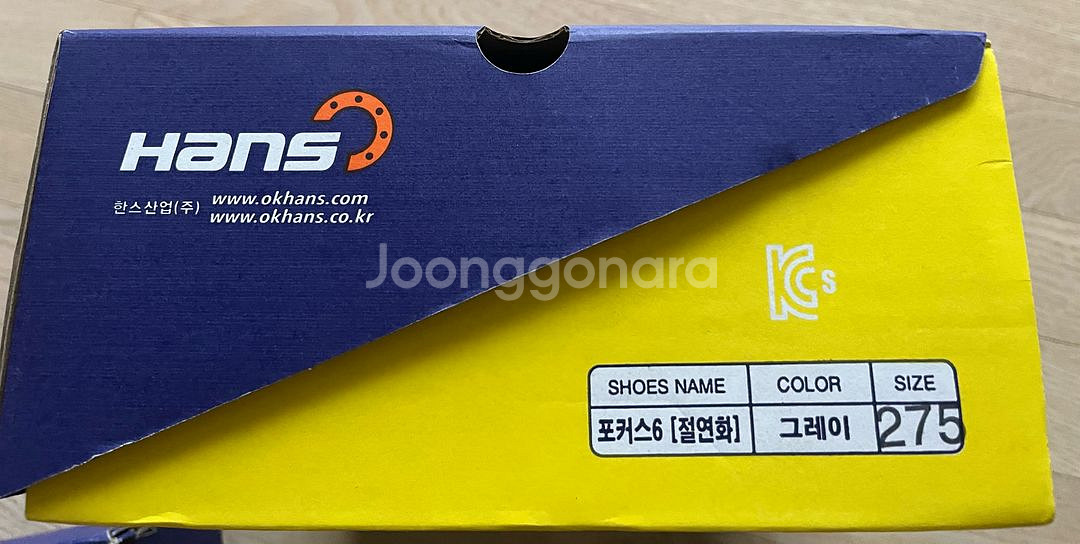 Hans
한스산업(주) www.okhans.com
www.okhans.co.kr
Joonggonara
KCs
SHOES NAME COLOR SIZE
포커스6 [절연화] 그레이 275